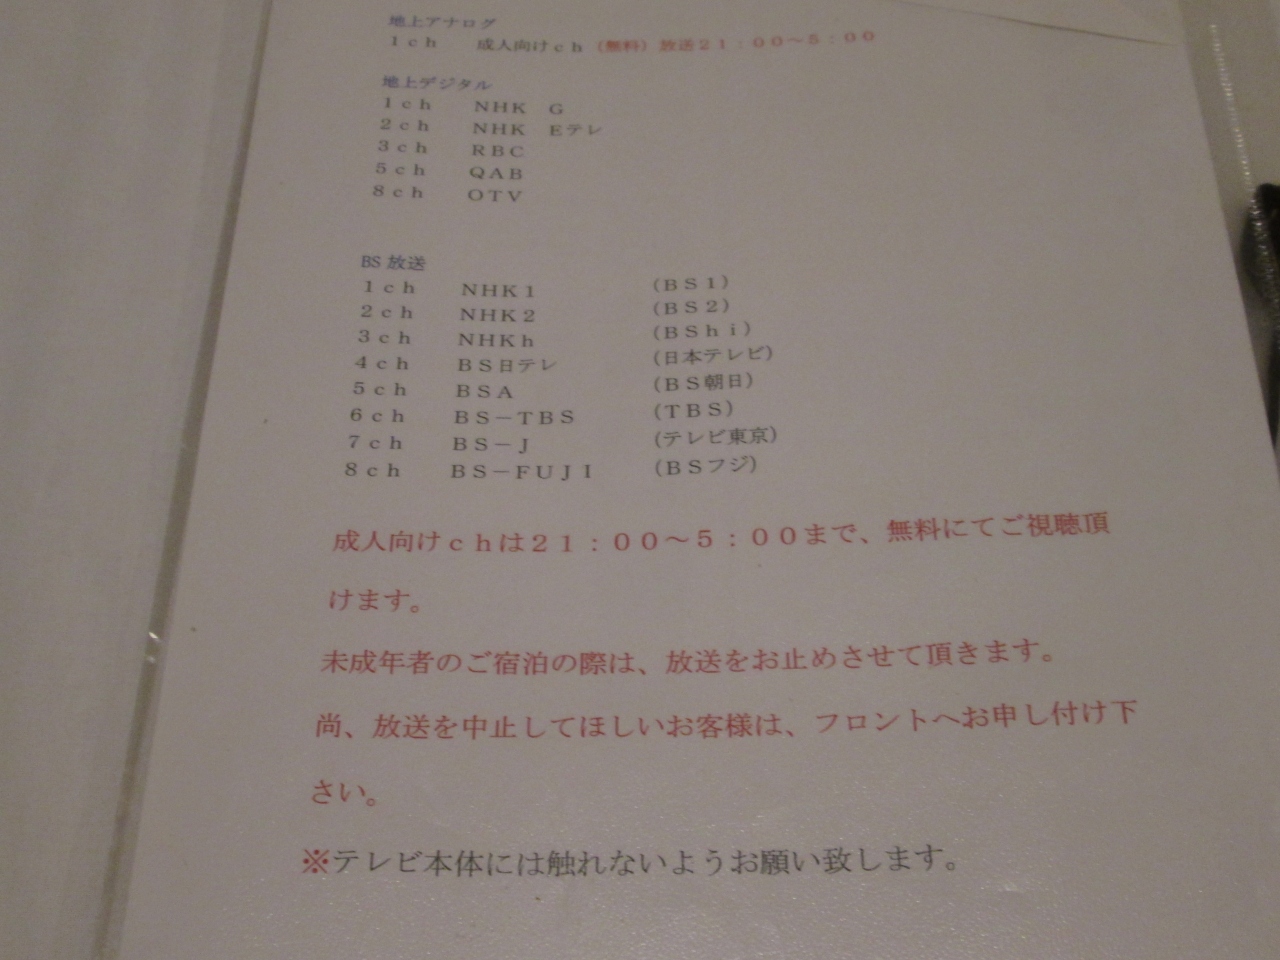 地上アナログ
１ｃｈ　成人向けｃｈ（無料）放送２１：００～５：００
地上デジタル
１ｃｈ　ＮＨＫ　Ｇ
２ｃｈ　ＮＨＫ　Ｅテレ
３ｃｈ　ＲＢＣ
５ｃｈ　ＱＡＢ
８ｃｈ　ＯＴＶ
BS 放送
１ｃｈ　ＮＨＫ１　（ＢＳ１）
２ｃｈ　ＮＨＫ２　（ＢＳ２）
３ｃｈ　ＮＨＫｈ　（ＢＳｈｉ）
４ｃｈ　ＢＳ日テレ　（日本テレビ）
５ｃｈ　ＢＳＡ　（ＢＳ朝日）
６ｃｈ　ＢＳ－ＴＢＳ　（ＴＢＳ）
７ｃｈ　ＢＳ－Ｊ　（テレビ東京）
８ｃｈ　ＢＳ－ＦＵＪＩ　（ＢＳフジ）
成人向けｃｈは２１：００～５：００まで、無料にてご視聴頂
けます。
未成年者のご宿泊の際は、放送をお止めさせて頂きます。
尚、放送を中止してほしいお客様は、フロントへお申し付け下
さい。
※テレビ本体には触れないようお願い致します。